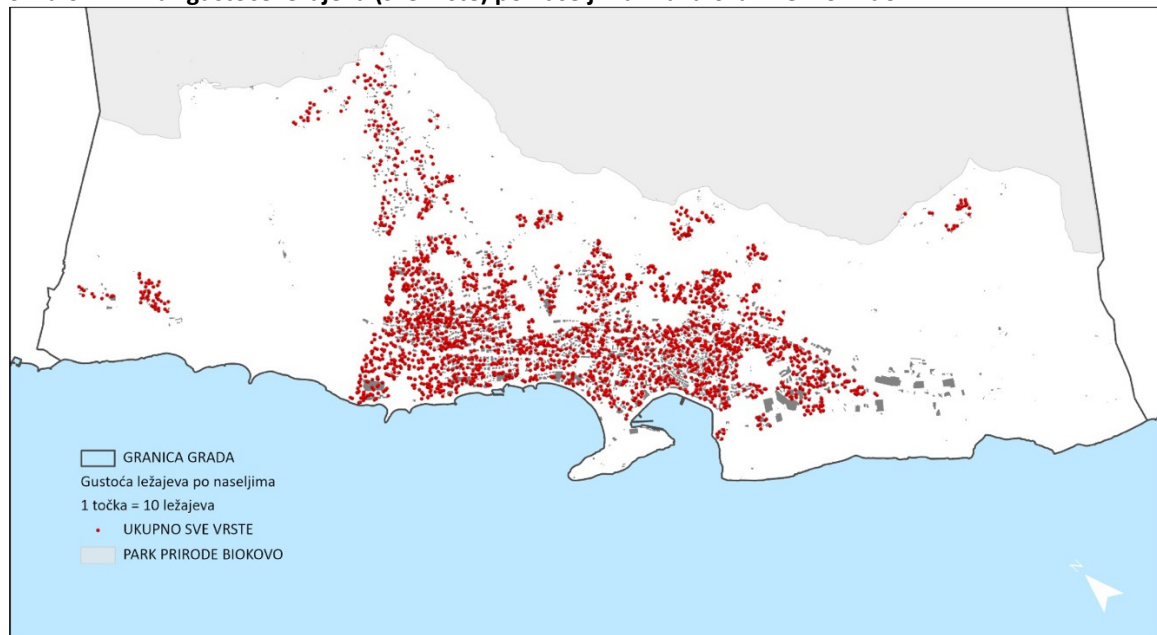 GRANICA GRADA
Gustoća ležajeva po naseljima
1 točka = 10 ležajeva
UKUPNO SVE VRSTE
PARK PRIRODE BIOKOVO
N